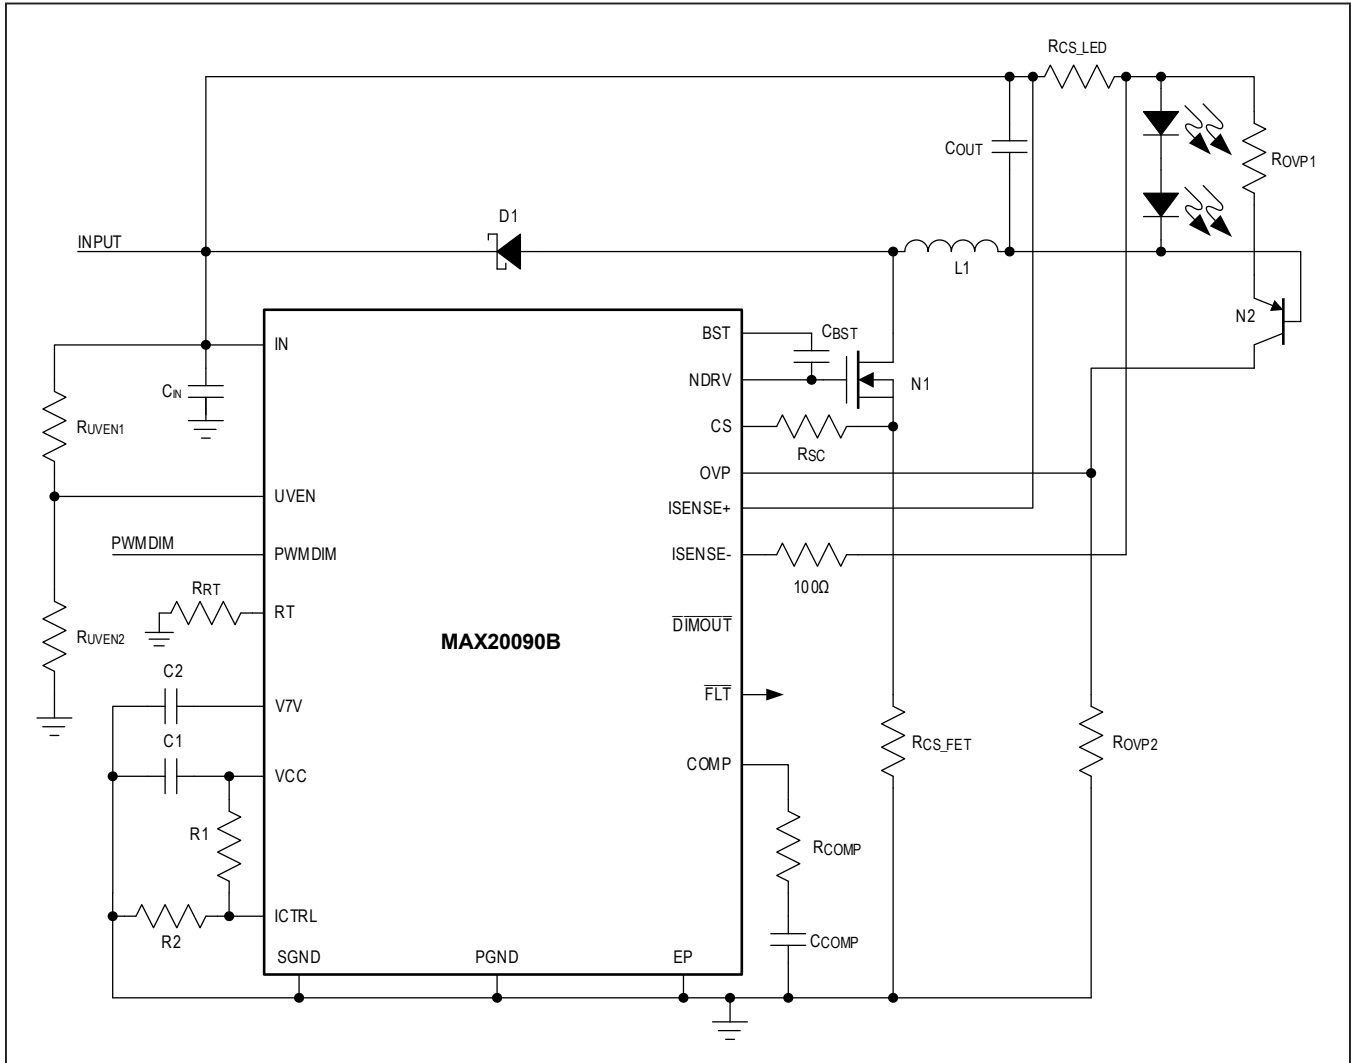 RCS_LED
COUT
ROVP1
D1
INPUT
L1
N2
IN
BST
CBST
CIN
NDRV
N1
RUVEN1
CS
RSC
OVP
UVEN
ISENSE+
PWMDIM
PWMDIM
ISENSE-
100Ω
RRT
RT
DIMOUT
RUVEN2
MAX20090B
C2
V7V
FLT
C1
RCS_FET
ROVP2
VCC
COMP
R1
RCOMP
ICTRL
R2
CCOMP
SGND
PGND
EP